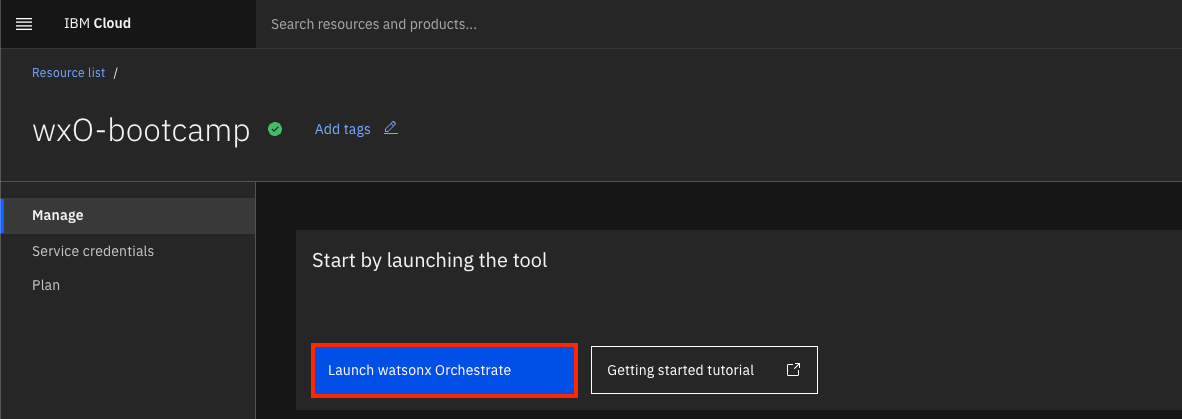 IBM Cloud
Search resources and products...
Resource list /
wxO-bootcamp
Add tags
Manage
Service credentials
Plan
Start by launching the tool
Launch watsonx Orchestrate
Getting started tutorial